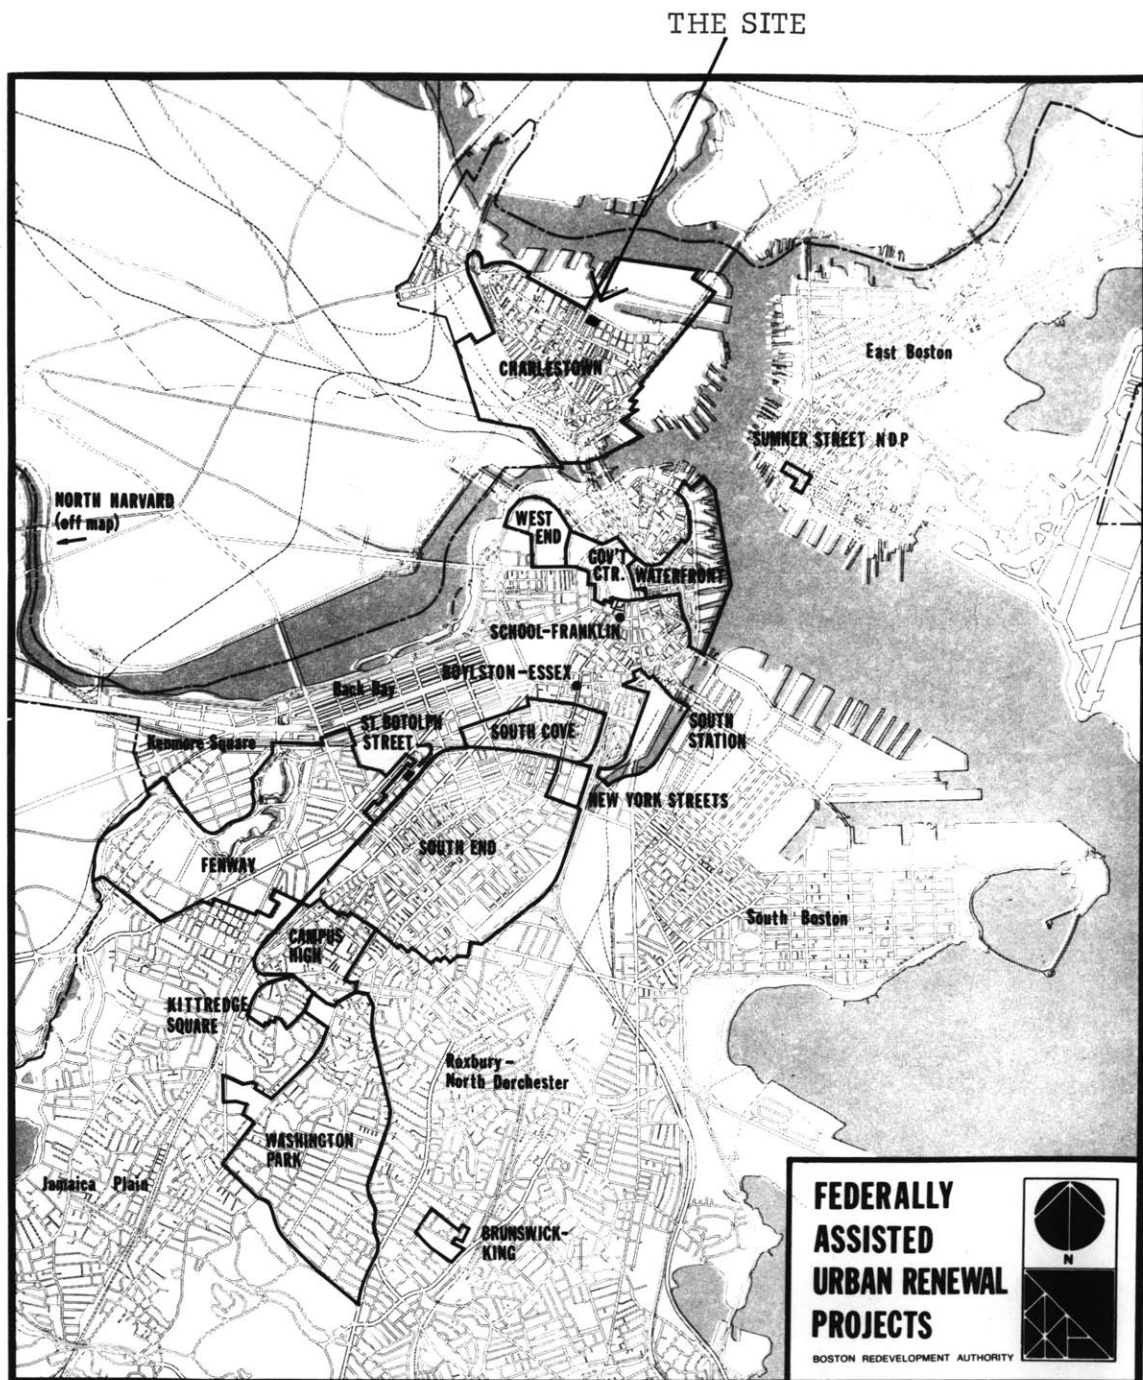 THE SITE
CHARLESTOWN
East Boston
SUMNER STREET NDP
NORTH HARVARD
(off map)
WEST
END
GOV'T
CTR.
WATERFRONT
SCHOOL-FRANKLIN
BOYLSTON-ESSEX
Back Bay
ST. BOTOLPH
STREET
SOUTH COVE
SOUTH
STATION
Kenmore Square
NEW YORK STREETS
SOUTH END
FENWAY
South Boston
CAMPUS
HIGH
KITTREDGE
SQUARE
Roxbury-
North Dorchester
WASHINGTON
PARK
Jamaica Plain
BRUNSWICK-
KING
FEDERALLY
ASSISTED
URBAN RENEWAL
PROJECTS
BOSTON REDEVELOPMENT AUTHORITY
N